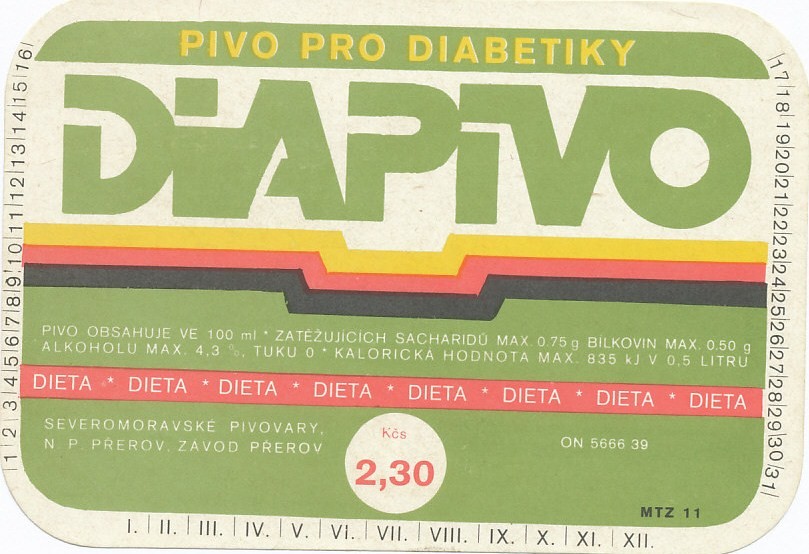 PIVO PRO DIABETIKY
DIAPIVO
PIVO OBSAHUJE VE 100 ml * ZATĚŽUJÍCÍCH SACHARIDŮ MAX. 0.75 g BÍLKOVIN MAX. 0.50 g
ALKOHOLU MAX. 4,3 %, TUKU 0 * KALORICKÁ HODNOTA MAX. 835 kJ V 0,5 LITRU
DIETA * DIETA * DIETA * DIETA * DIETA * DIETA * DIETA * DIETA
SEVEROMORAVSKÉ PIVOVARY,
N. P. PŘEROV, ZÁVOD PŘEROV
Kčs
2,30
ON 5666 39
MTZ 11
1|2|3|4|5|6|7|8|9|10|11|12|13|14|15|16|
17|18|19|20|21|22|23|24|25|26|27|28|29|30|31|
I. | II. | III. | IV. | V. | VI. | VII. | VIII. | IX. | X. | XI. | XII.